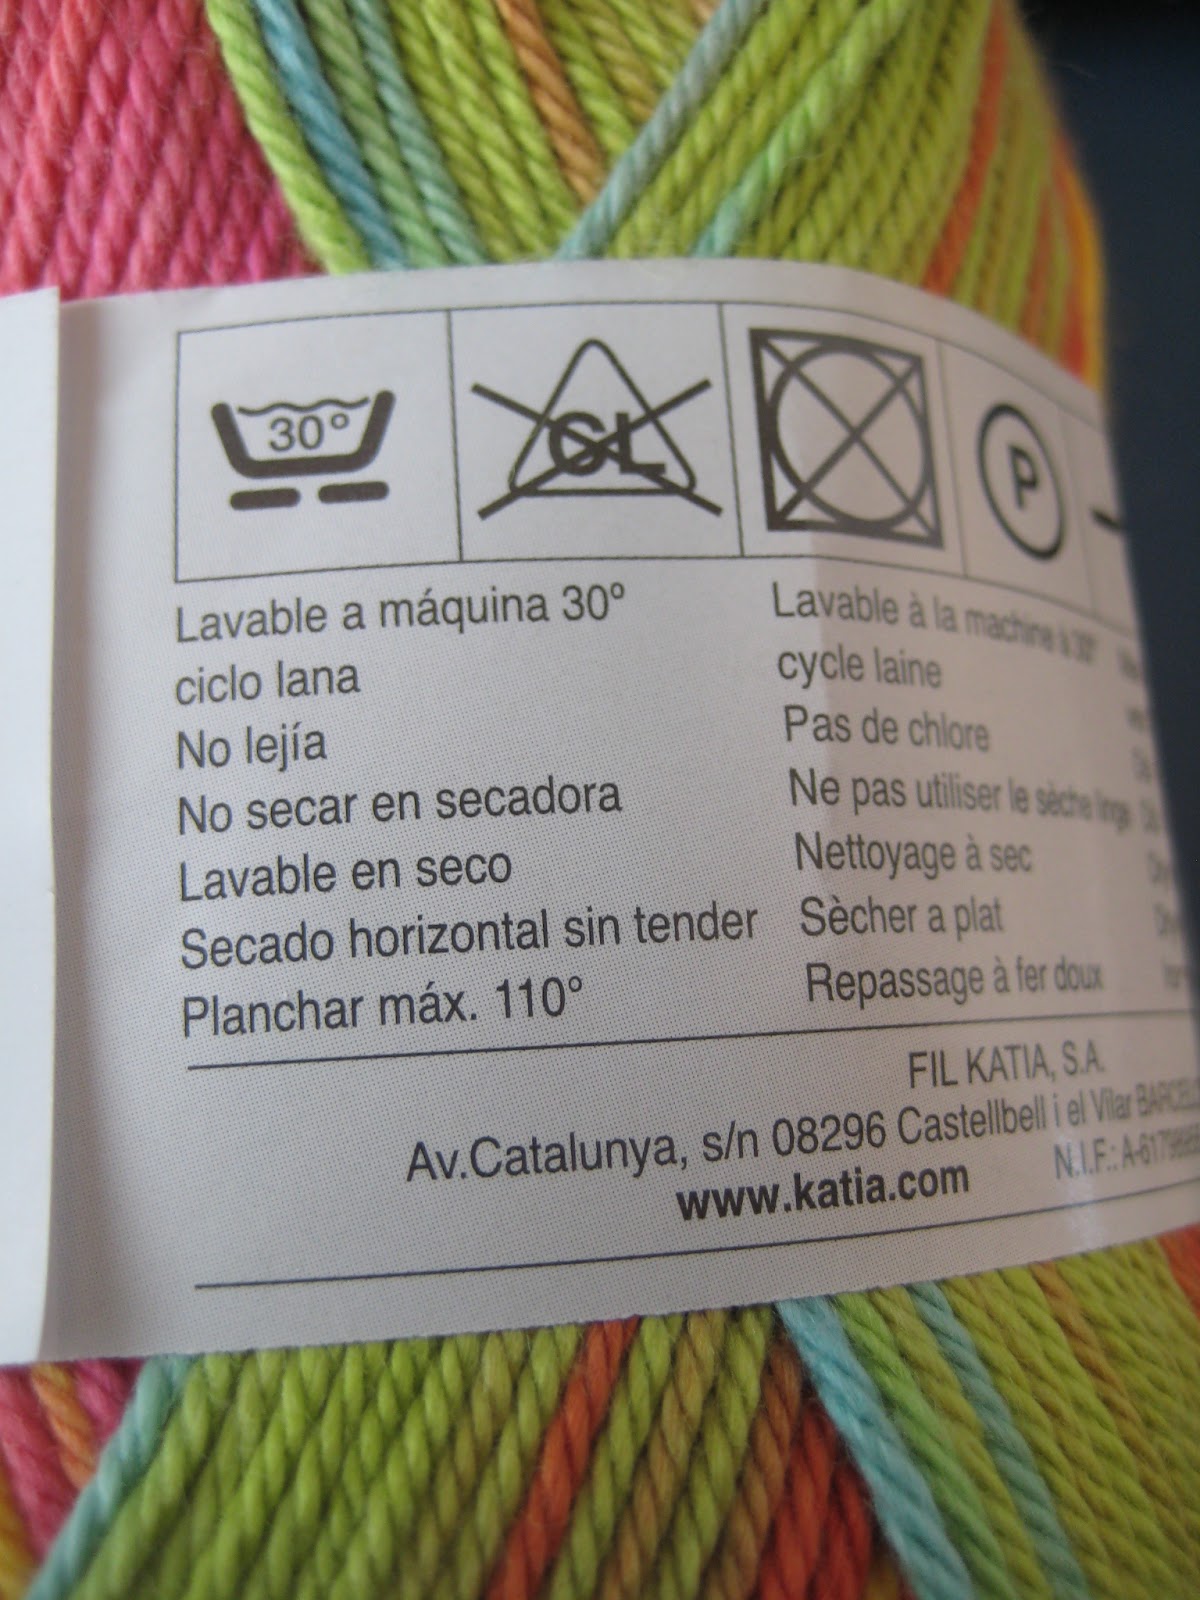 30°
CL
P
Lavable a máquina 30º
ciclo lana
No lejía
No secar en secadora
Lavable en seco
Secado horizontal sin tender
Planchar máx. 110°
Lavable à la machine à 30°
cycle laine
Pas de chlore
Ne pas utiliser le sèche linge
Nettoyage à sec
Sècher a plat
Repassage à fer doux
FIL KATIA, S.A.
Av.Catalunya, s/n 08296 Castellbell i el Vilar
www.katia.com
N.I.F.: